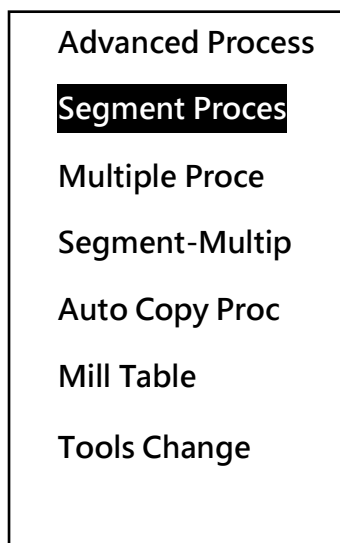 Advanced Process
Segment Proces
Multiple Proce
Segment-Multip
Auto Copy Proc
Mill Table
Tools Change